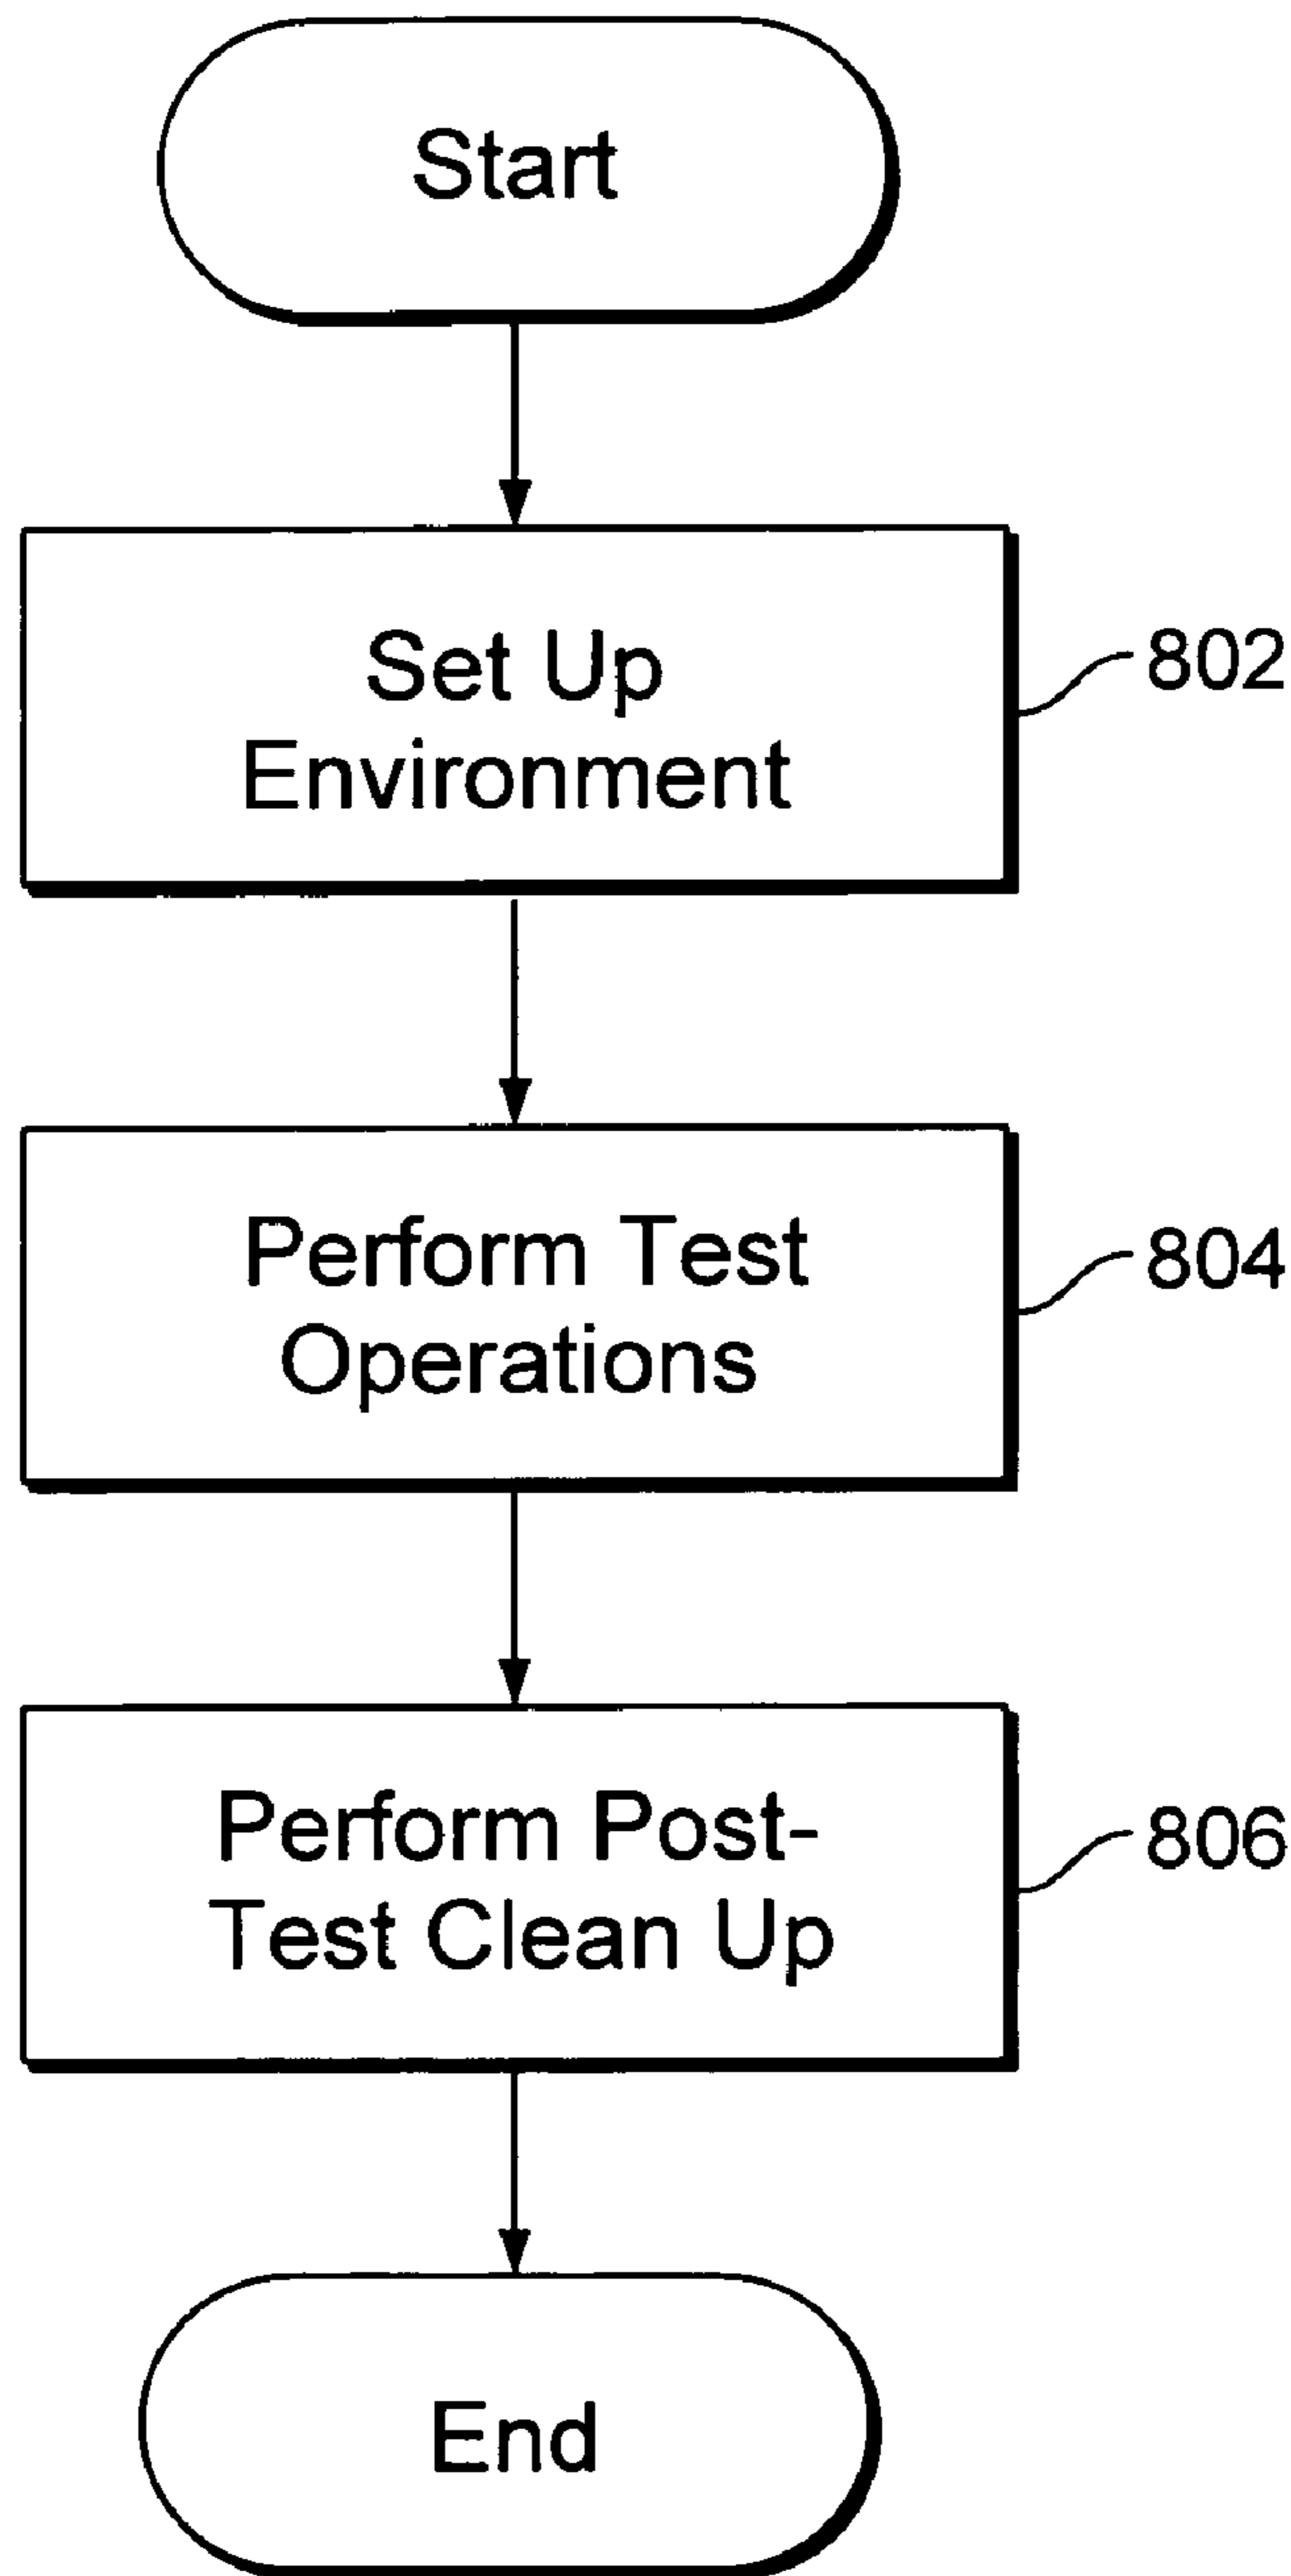 Start
Set Up
Environment
802
Perform Test
Operations
804
Perform Post-
Test Clean Up
806
End